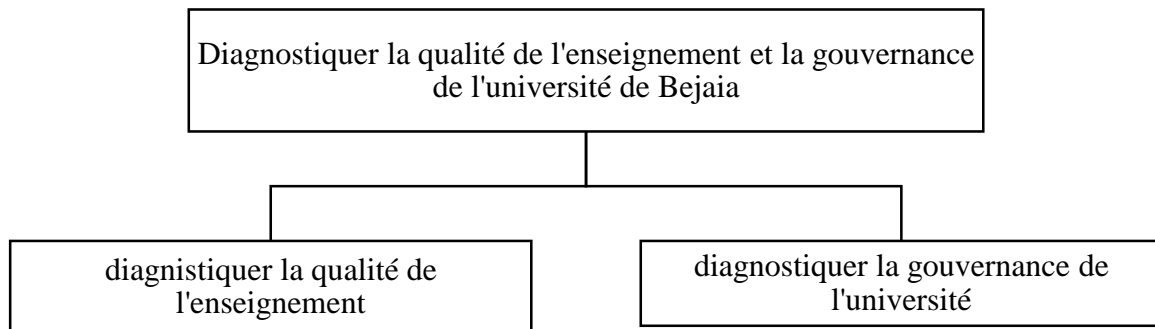 Diagnostiquer la qualité de l'enseignement et la gouvernance
de l'université de Bejaia
diagnistiquer la qualité de
l'enseignement
diagnostiquer la gouvernance de
l'université